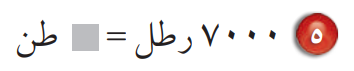 ٥ ٧٠٠٠ رطل = ■ طن